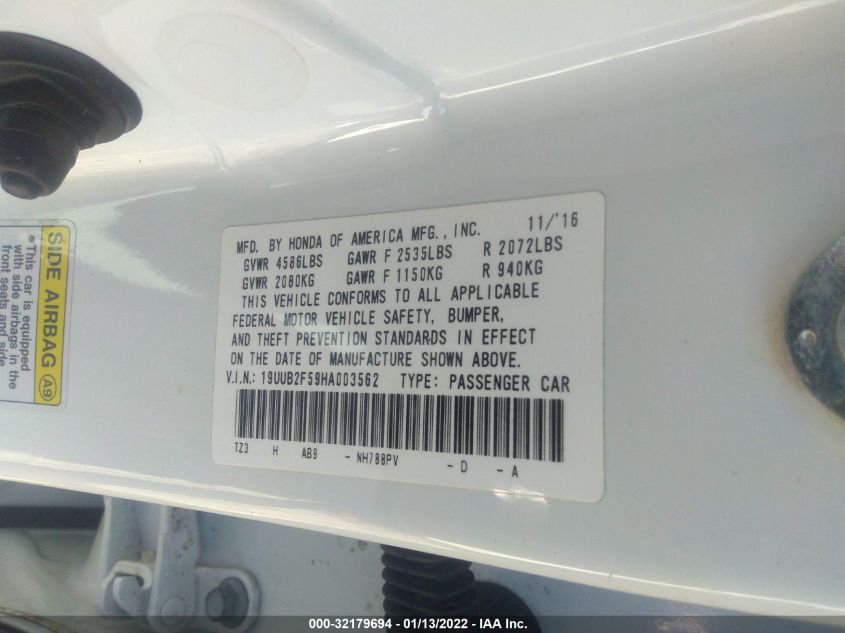 MFD. BY HONDA OF AMERICA MFG., INC. 11/'16
GVWR 4586LBS GAWR F 2535LBS R 2072LBS
GVWR 2080KG GAWR F 1150KG R 940KG
THIS VEHICLE CONFORMS TO ALL APPLICABLE
FEDERAL MOTOR VEHICLE SAFETY, BUMPER,
AND THEFT PREVENTION STANDARDS IN EFFECT
ON THE DATE OF MANUFACTURE SHOWN ABOVE.
V.I.N.: 19UUB2F59HA003562 TYPE: PASSENGER CAR
TZ3 H AB9 - NH788PV - D - A
SIDE AIRBAG A9
•This car is equipped
with side airbags in the
front seats and side
000-32179694 - 01/13/2022 - IAA Inc.